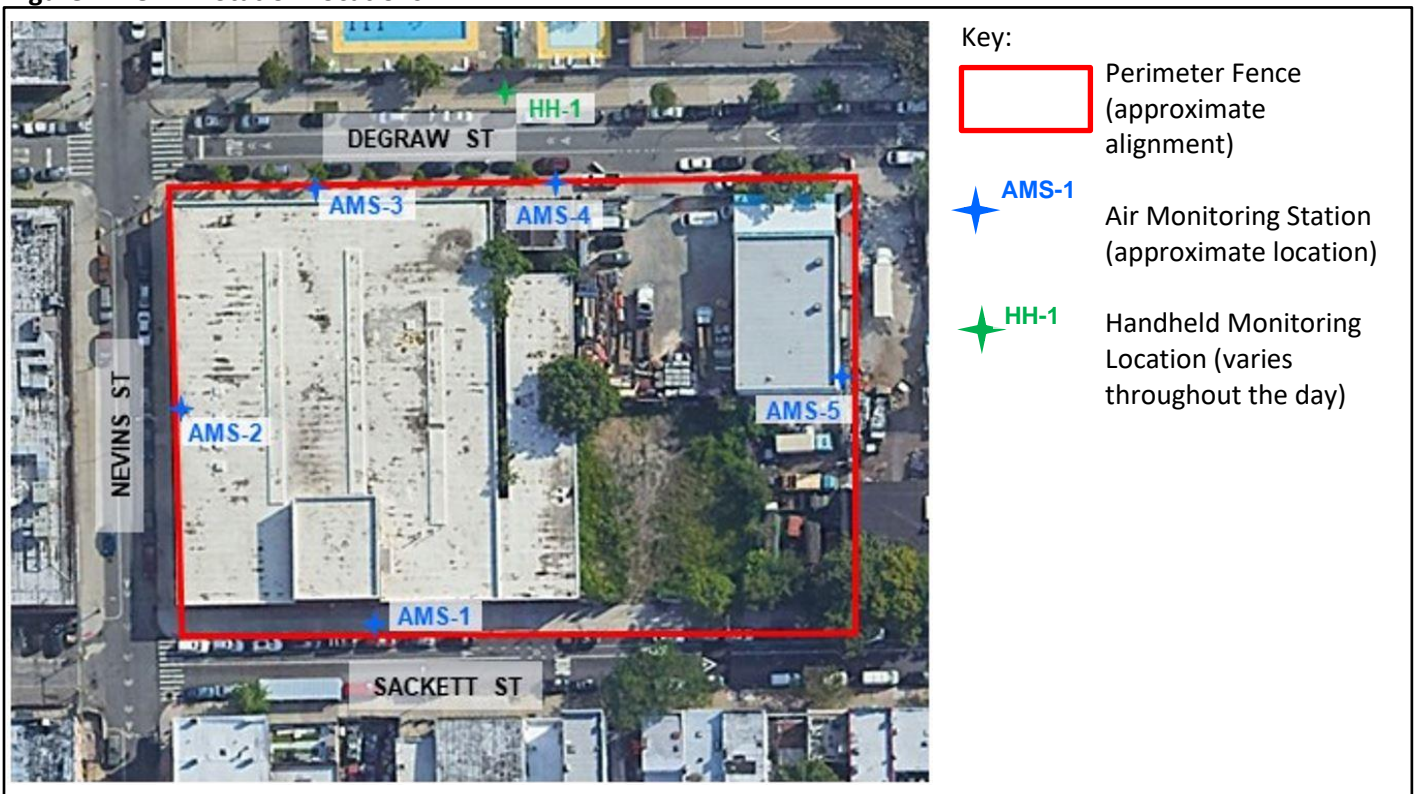 Key:
Perimeter Fence
(approximate
alignment)
AMS-1
Air Monitoring Station
(approximate location)
HH-1
Handheld Monitoring
Location (varies
throughout the day)
HH-1
DEGRAW ST
AMS-3
AMS-4
NEVINS ST
AMS-2
AMS-5
AMS-1
SACKETT ST